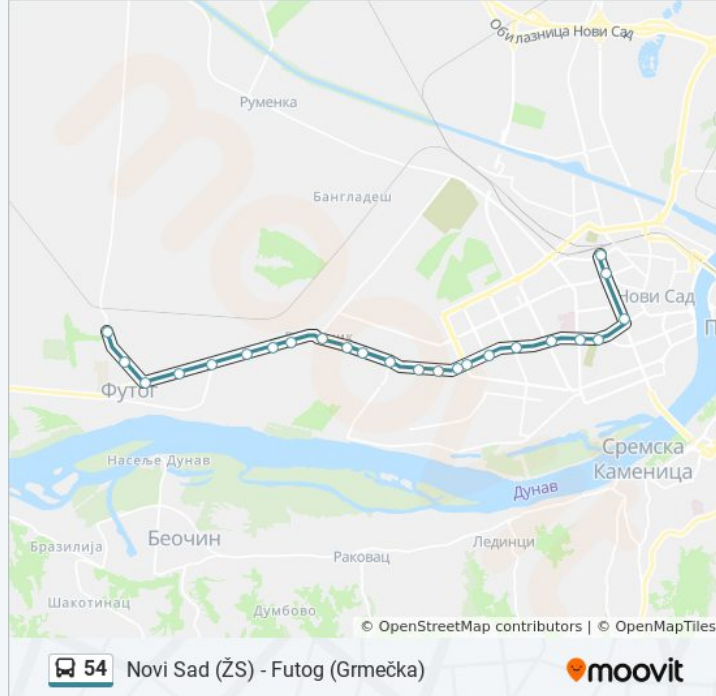 Обилазница Нови Сад
Руменка
Бангладеш
Нови Сад
Футог
Сремска
Каменица
Насеље Дунав
Дунав
Беочин
Лединци
Бразилија
Раковац
Шакотинац
Думбово
© OpenStreetMap contributors | © OpenMapTiles
54 Novi Sad (ŽS) - Futog (Grmečka)
moovit